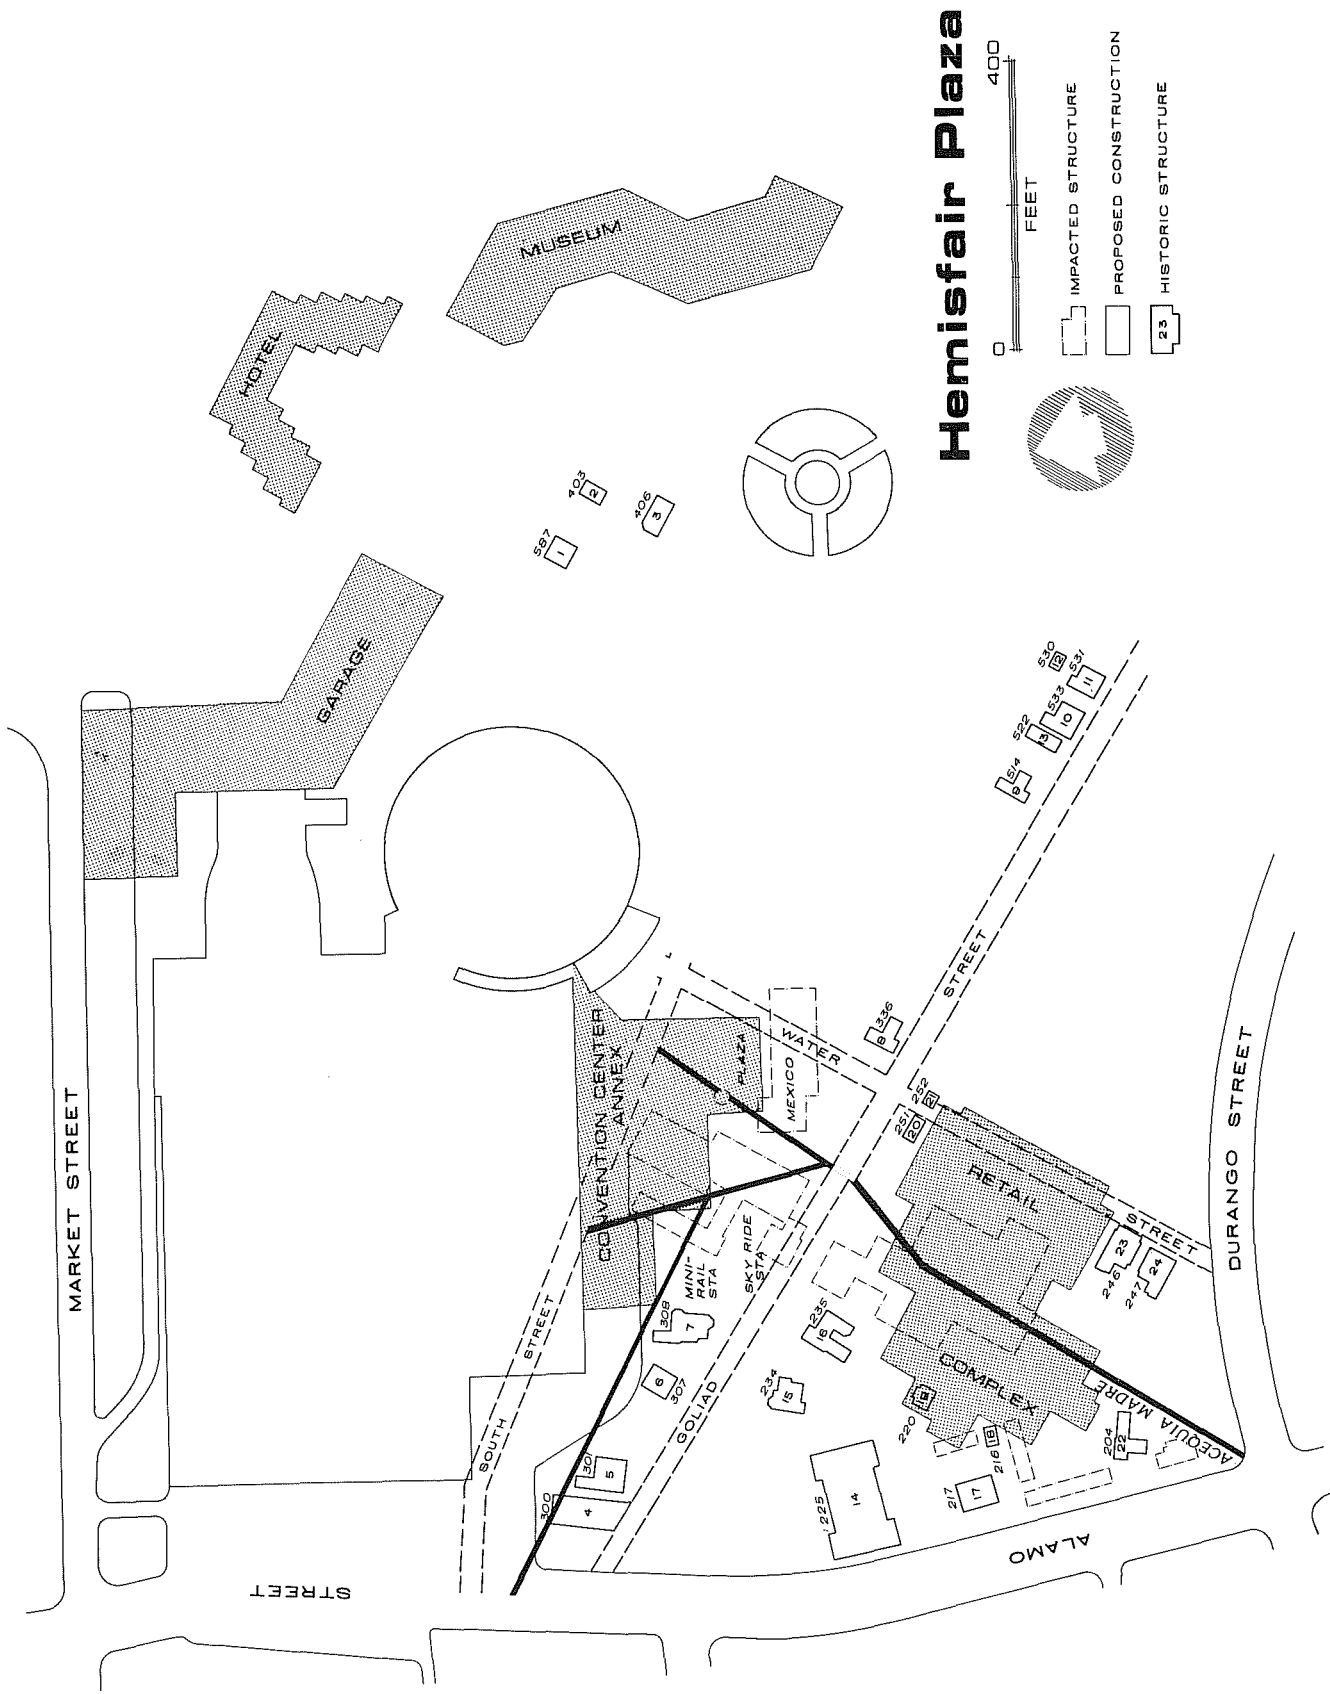 Hemisfair Plaza
0
400
FEET
IMPACTED STRUCTURE
PROPOSED CONSTRUCTION
23
HISTORIC STRUCTURE
MARKET STREET
STREET
HOTEL
MUSEUM
GARAGE
587
1
403
2
406
3
CONVENTION CENTER
ANNEX
PLAZA
MEXICO
WATER
STREET
SOUTH
STREET
GOLIAD
STREET
MINI-
RAIL
STA
SKY RIDE
STA
300
4
301
5
307
6
308
7
336
8
514
9
533
10
531
11
530
12
522
13
225
14
234
15
235
16
217
17
216
18
220
19
251
20
252
21
204
22
246
23
247
24
RETAIL
COMPLEX
ACEQUIA MADRE
ALAMO
DURANGO STREET